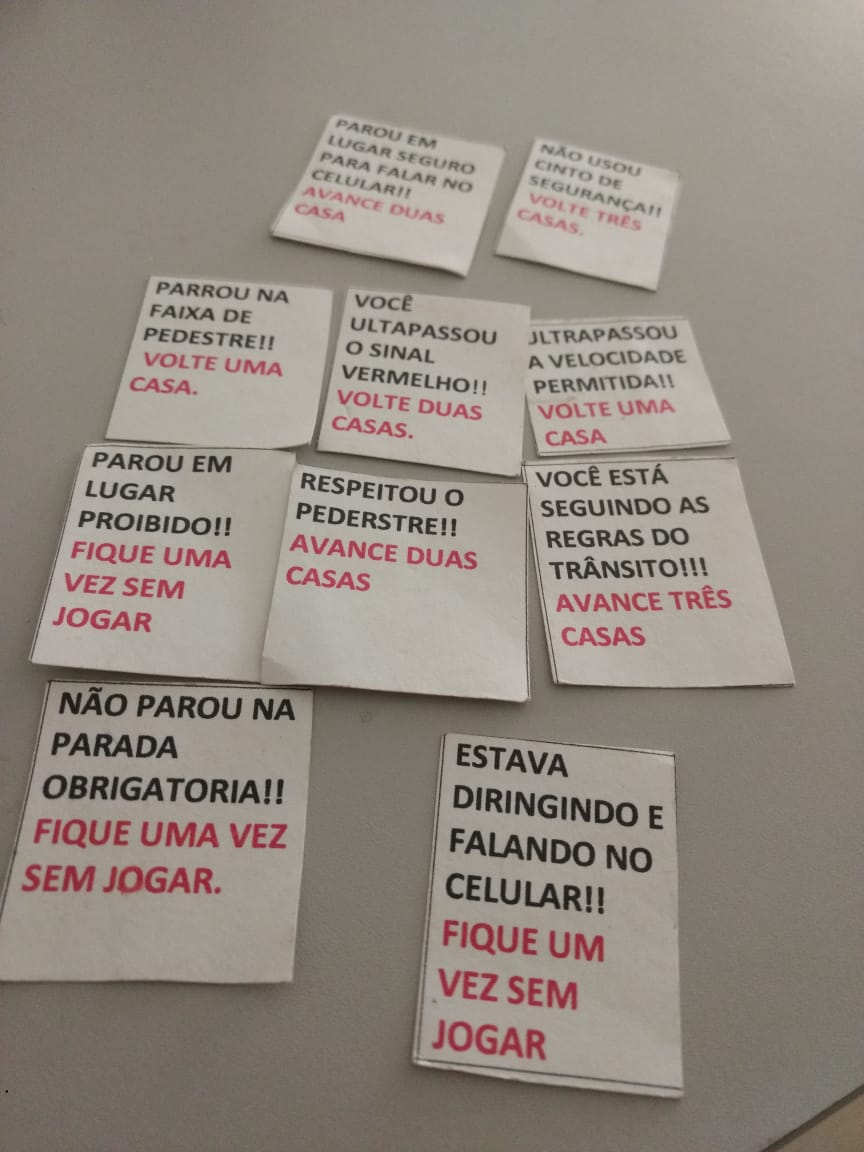 PAROU EM
LUGAR SEGURO
PARA FALAR NO
CELULAR!!
AVANCE DUAS
CASA
NÃO USOU
CINTO DE
SEGURANÇA!!
VOLTE TRÊS
CASAS.
PARROU NA
FAIXA DE
PEDESTRE!!
VOLTE UMA
CASA.
VOCÊ
ULTAPASSOU
O SINAL
VERMELHO!!
VOLTE DUAS
CASAS.
ULTRAPASSOU
A VELOCIDADE
PERMITIDA!!
VOLTE UMA
CASA
PAROU EM
LUGAR
PROIBIDO!!
FIQUE UMA
VEZ SEM
JOGAR
RESPEITOU O
PEDERSTRE!!
AVANCE DUAS
CASAS
VOCÊ ESTÁ
SEGUINDO AS
REGRAS DO
TRÂNSITO!!!
AVANCE TRÊS
CASAS
NÃO PAROU NA
PARADA
OBRIGATORIA!!
FIQUE UMA VEZ
SEM JOGAR.
ESTAVA
DIRINGINDO E
FALANDO NO
CELULAR!!
FIQUE UM
VEZ SEM
JOGAR